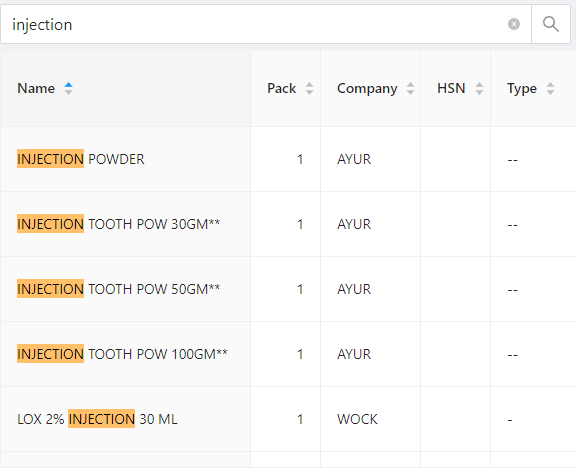 injection
Name Pack Company HSN Type
INJECTION POWDER 1 AYUR --
INJECTION TOOTH POW 30GM** 1 AYUR --
INJECTION TOOTH POW 50GM** 1 AYUR --
INJECTION TOOTH POW 100GM** 1 AYUR --
LOX 2% INJECTION 30 ML 1 WOCK -